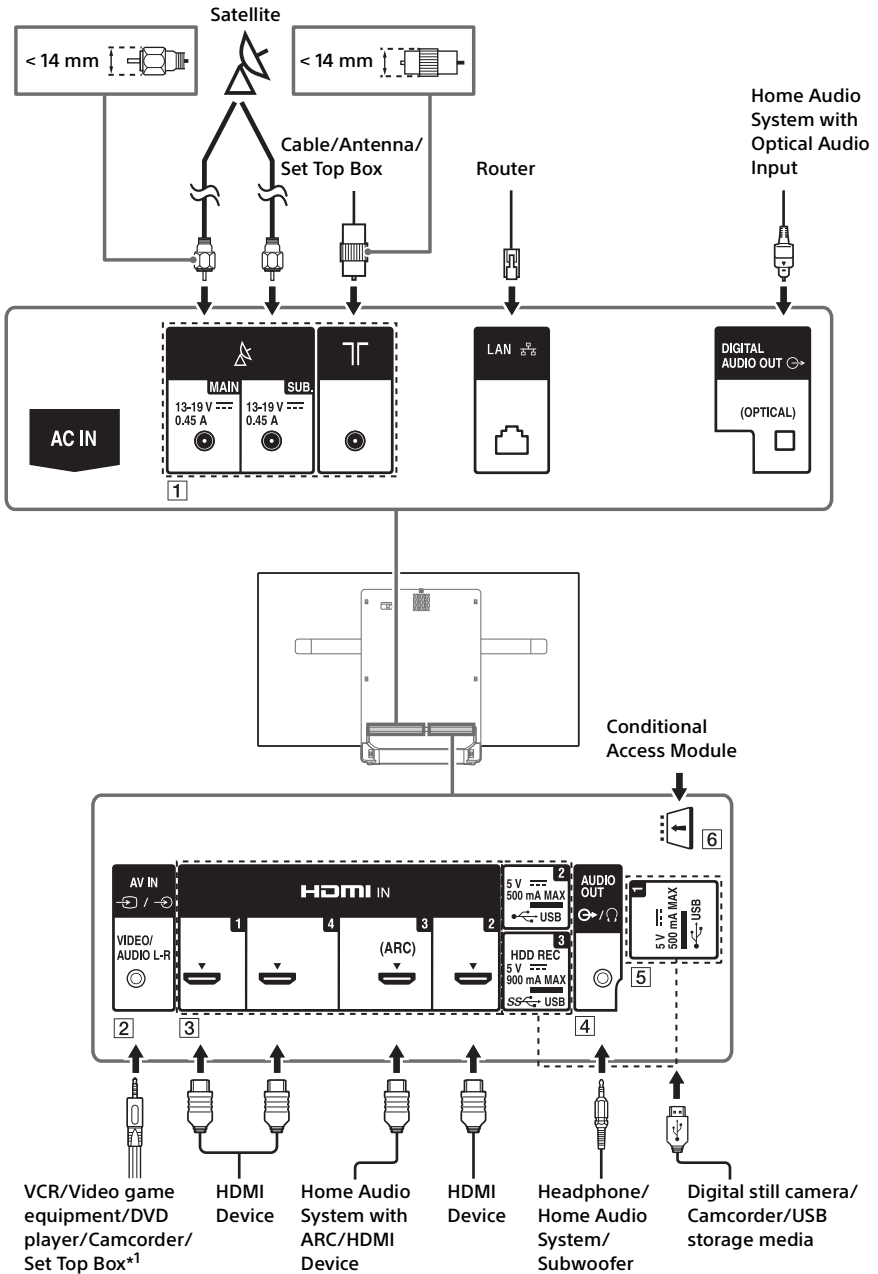 Satellite
< 14 mm
< 14 mm
Cable/Antenna/
Set Top Box
Router
Home Audio
System with
Optical Audio
Input
AC IN
MAIN
13-19 V
0.45 A
SUB.
13-19 V
0.45 A
1
LAN
DIGITAL
AUDIO OUT
(OPTICAL)
Conditional
Access Module
6
AV IN
/
VIDEO/
AUDIO L-R
2
HDMI IN
1
4
3
(ARC)
2
3
2
5 V
500 mA MAX
USB
3
HDD REC
5 V
900 mA MAX
SS USB
AUDIO
OUT
/
4
1
5 V
500 mA MAX
USB
5
VCR/Video game
equipment/DVD
player/Camcorder/
Set Top Box*1
HDMI
Device
Home Audio
System with
ARC/HDMI
Device
HDMI
Device
Headphone/
Home Audio
System/
Subwoofer
Digital still camera/
Camcorder/USB
storage media